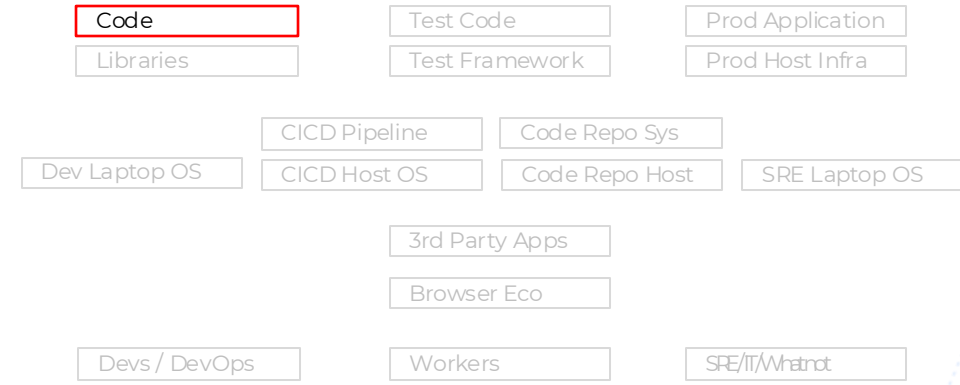 Code
Test Code
Prod Application
Libraries
Test Framework
Prod Host Infra
CICD Pipeline
Code Repo Sys
Dev Laptop OS
CICD Host OS
Code Repo Host
SRE Laptop OS
3rd Party Apps
Browser Eco
Devs / DevOps
Workers
SRE/IT/Whatnot